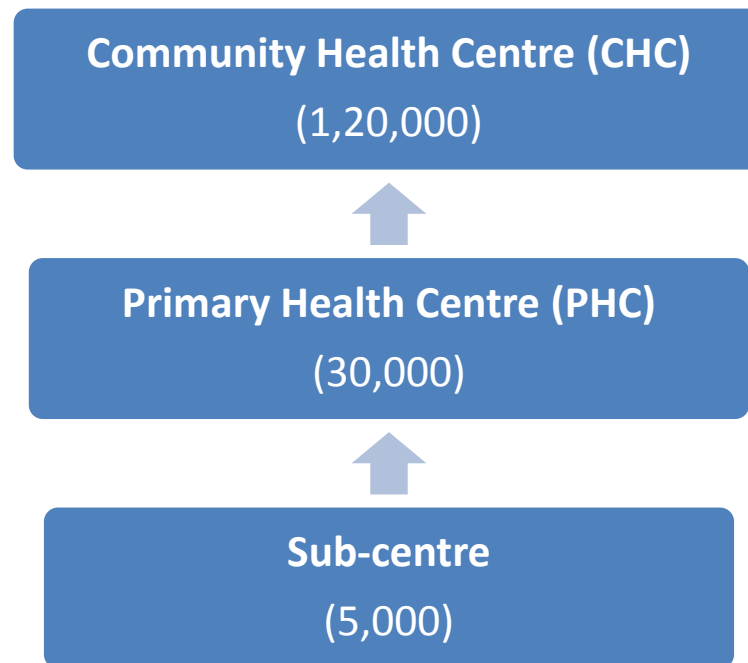 Community Health Centre (CHC)
(1,20,000)
Primary Health Centre (PHC)
(30,000)
Sub-centre
(5,000)